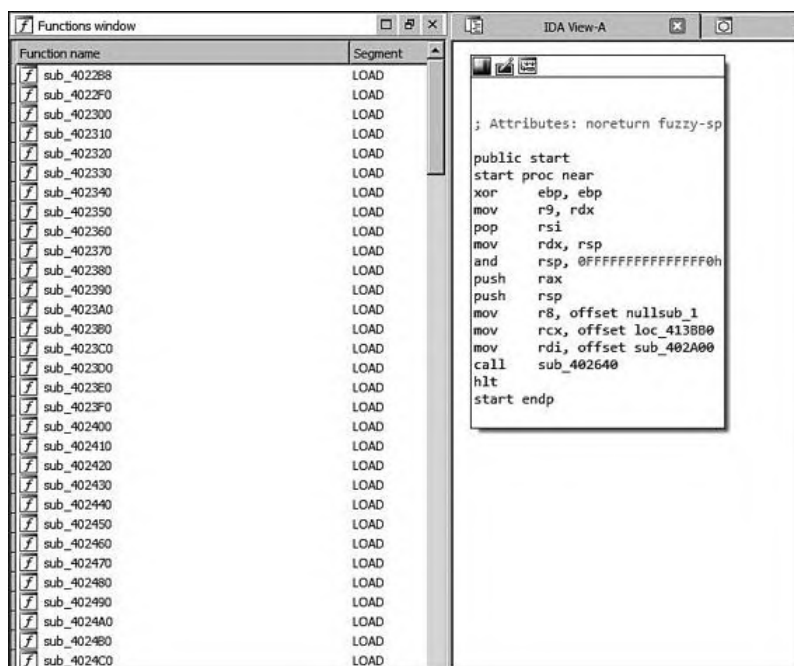 Functions window
Function name Segment
f sub_4022B8 LOAD
f sub_4022F0 LOAD
f sub_402300 LOAD
f sub_402310 LOAD
f sub_402320 LOAD
f sub_402330 LOAD
f sub_402340 LOAD
f sub_402350 LOAD
f sub_402360 LOAD
f sub_402370 LOAD
f sub_402380 LOAD
f sub_402390 LOAD
f sub_4023A0 LOAD
f sub_4023B0 LOAD
f sub_4023C0 LOAD
f sub_4023D0 LOAD
f sub_4023E0 LOAD
f sub_4023F0 LOAD
f sub_402400 LOAD
f sub_402410 LOAD
f sub_402420 LOAD
f sub_402430 LOAD
f sub_402440 LOAD
f sub_402450 LOAD
f sub_402460 LOAD
f sub_402470 LOAD
f sub_402480 LOAD
f sub_402490 LOAD
f sub_4024A0 LOAD
f sub_4024B0 LOAD
f sub_4024C0 LOAD
IDA View-A
; Attributes: noreturn fuzzy-sp
public start
start proc near
xor ebp, ebp
mov r9, rdx
pop rsi
mov rdx, rsp
and rsp, 0FFFFFFFFFFFFFFF0h
push rax
push rsp
mov r8, offset nullsub_1
mov rcx, offset loc_413BB0
mov rdi, offset sub_402A00
call sub_402640
hlt
start endp